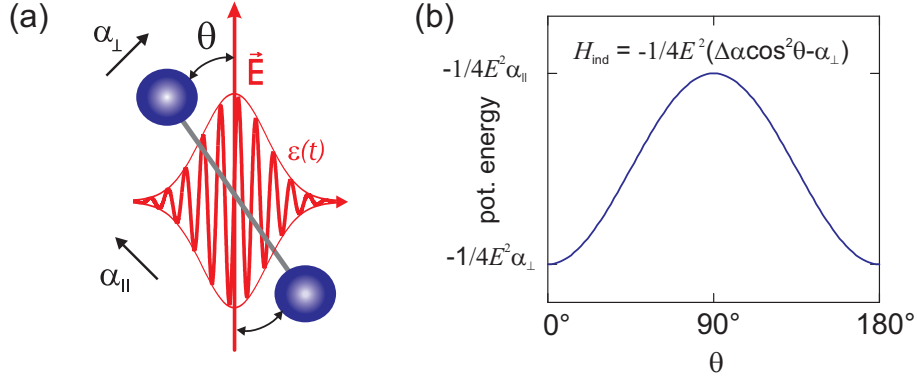 (a)
α⊥
θ
E⃗
ε(t)
α||
(b)
H_ind = -1/4E²(Δαcos²θ-α⊥)
-1/4E²α||
pot. energy
-1/4E²α⊥
0° 90° 180°
θ